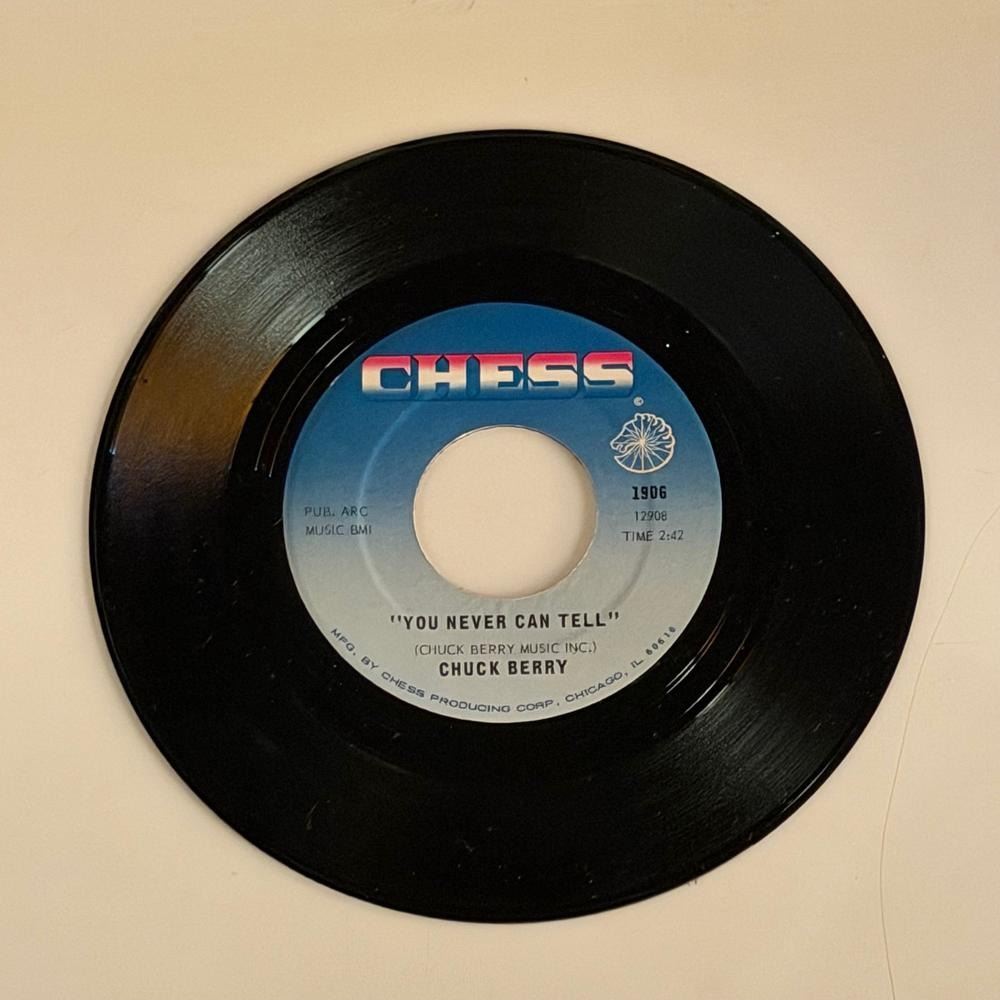 CHESS
©
1906
12908
TIME 2:42
PUB. ARC
MUSIC BMI
"YOU NEVER CAN TELL"
(CHUCK BERRY MUSIC INC.)
CHUCK BERRY
MFG. BY CHESS PRODUCING CORP, CHICAGO, IL 60616